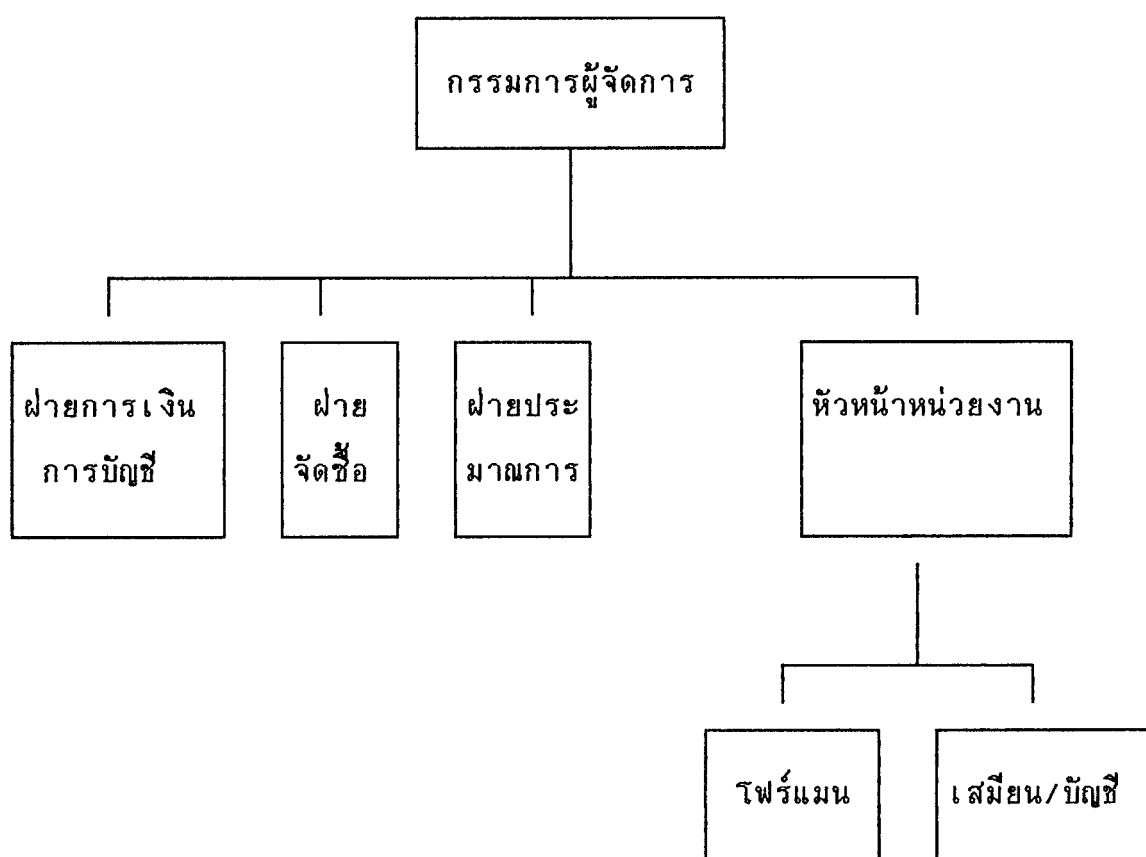 กรรมการผู้จัดการ
ฝ่ายการเงิน
การบัญชี
ฝ่าย
จัดซื้อ
ฝ่ายประ
มาณการ
หัวหน้าหน่วยงาน
โฟร์แมน
เสมียน/บัญชี